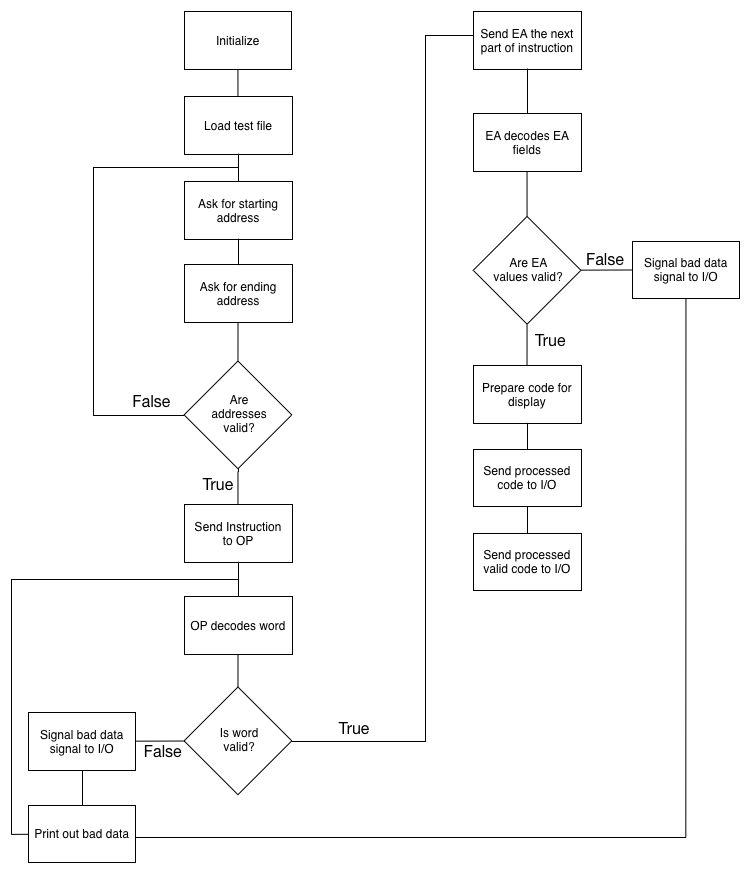 Initialize
Load test file
Ask for starting
address
Ask for ending
address
Are
addresses
valid?
False
True
Send Instruction
to OP
OP decodes word
Is word
valid?
False
True
Signal bad data
signal to I/O
Print out bad data
Send EA the next
part of instruction
EA decodes EA
fields
Are EA
values valid?
False
Signal bad data
signal to I/O
True
Prepare code for
display
Send processed
code to I/O
Send processed
valid code to I/O